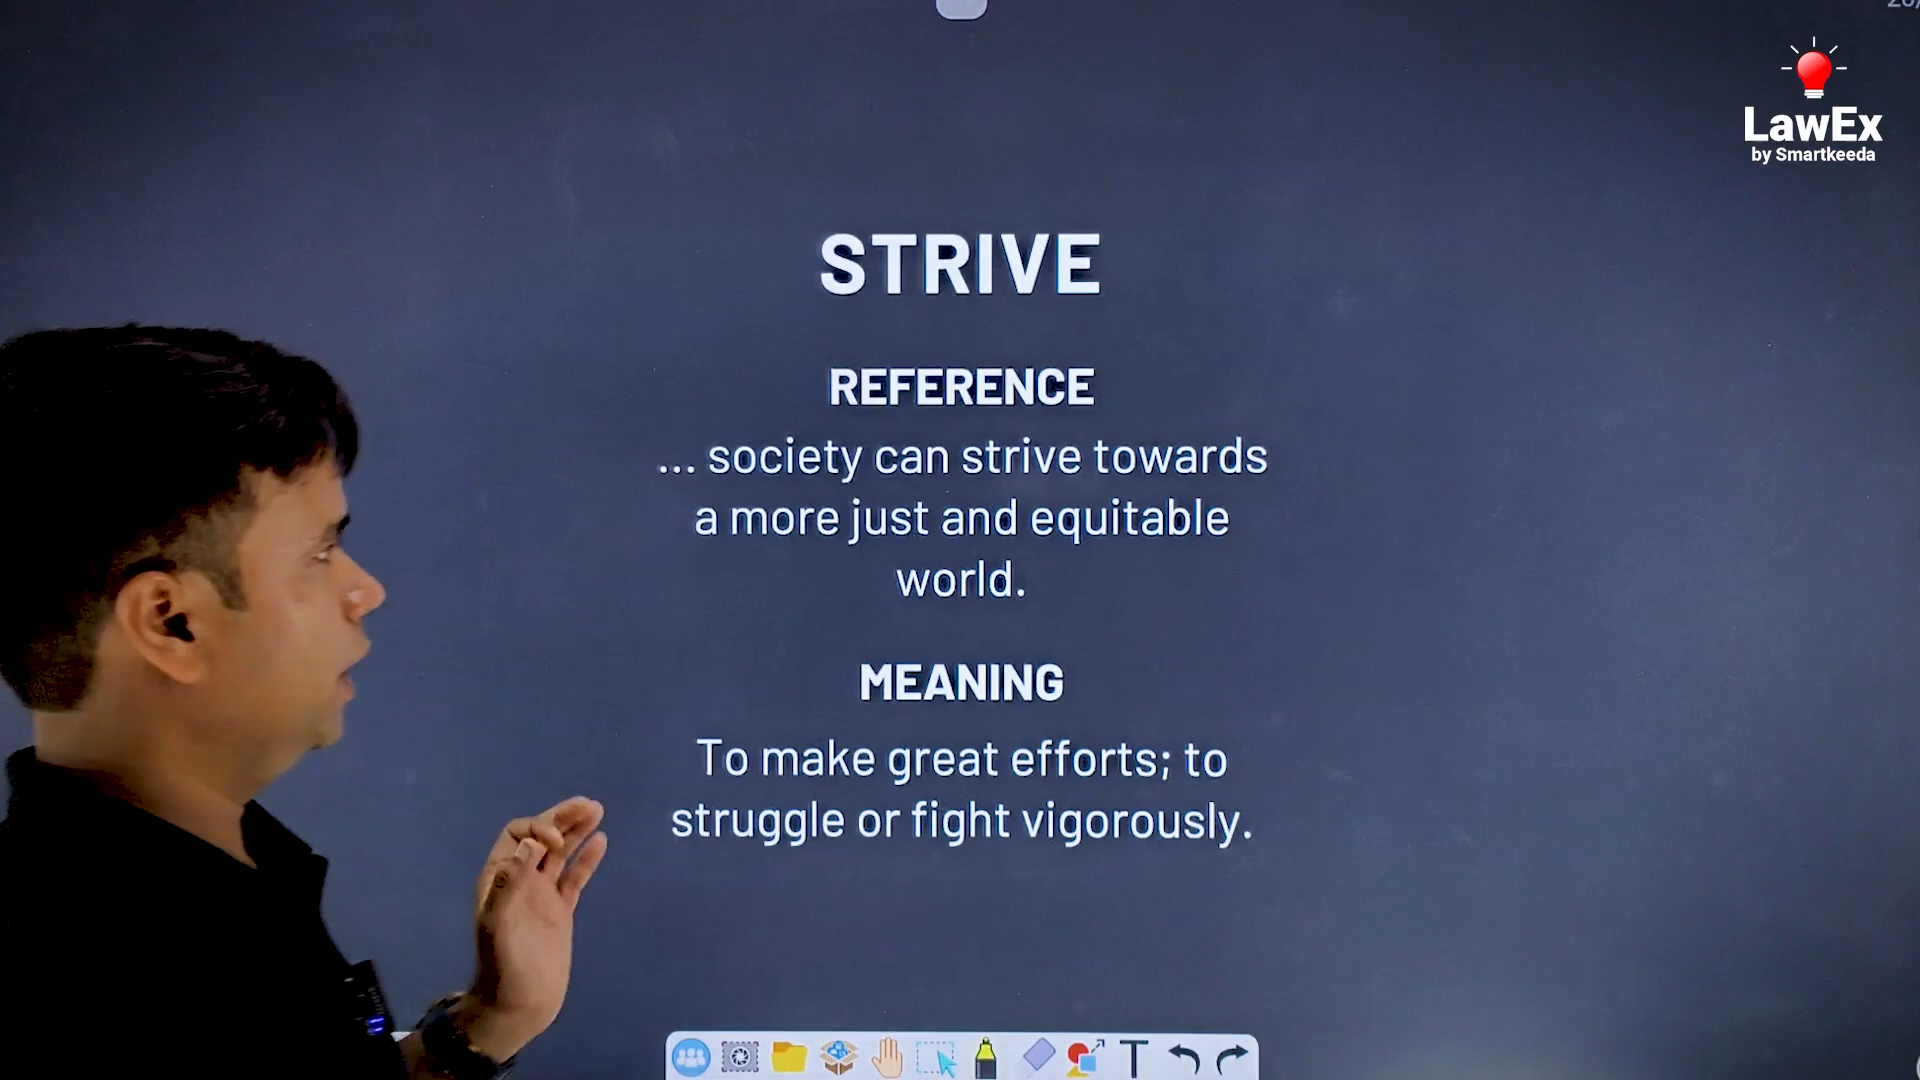 LawEx
by Smartkeeda
STRIVE
REFERENCE
... society can strive towards
a more just and equitable
world.
MEANING
To make great efforts; to
struggle or fight vigorously.
T